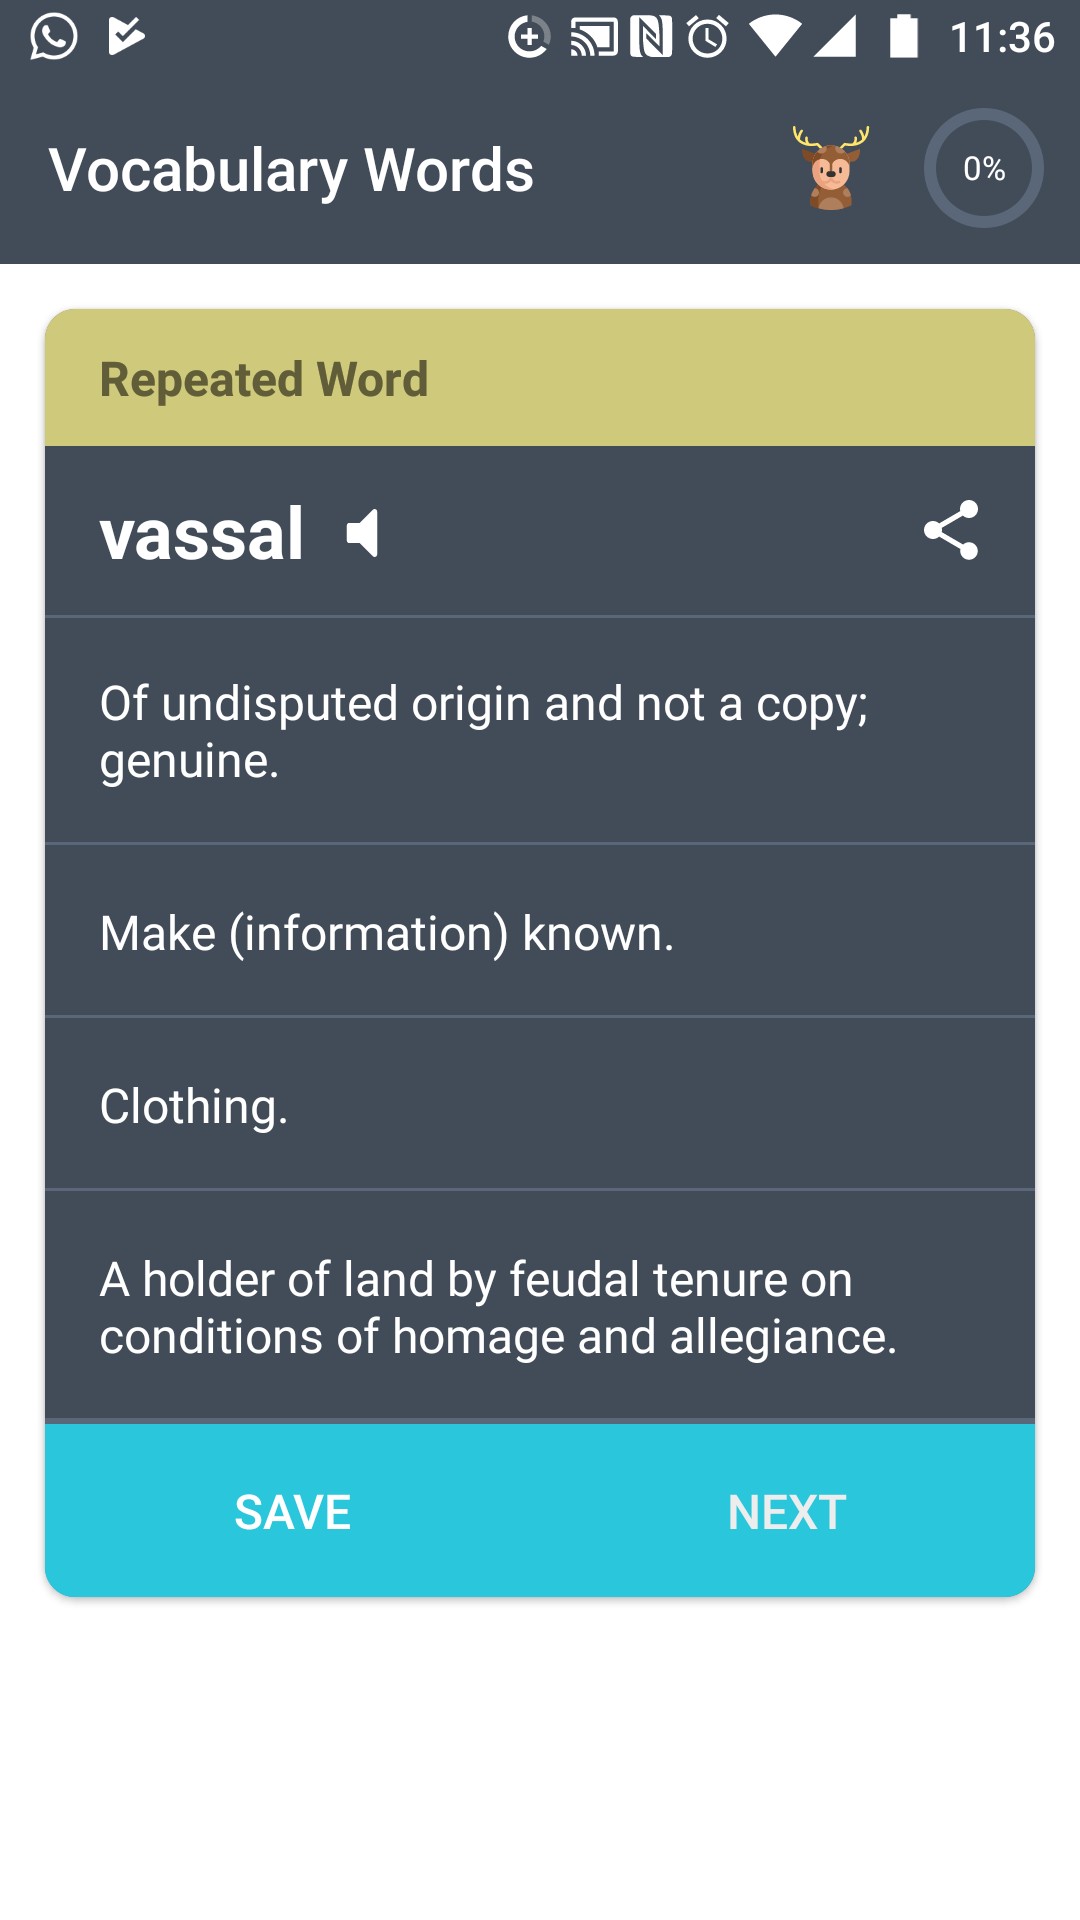 11:36
Vocabulary Words
0%
Repeated Word
vassal
Of undisputed origin and not a copy;
genuine.
Make (information) known.
Clothing.
A holder of land by feudal tenure on
conditions of homage and allegiance.
SAVE NEXT